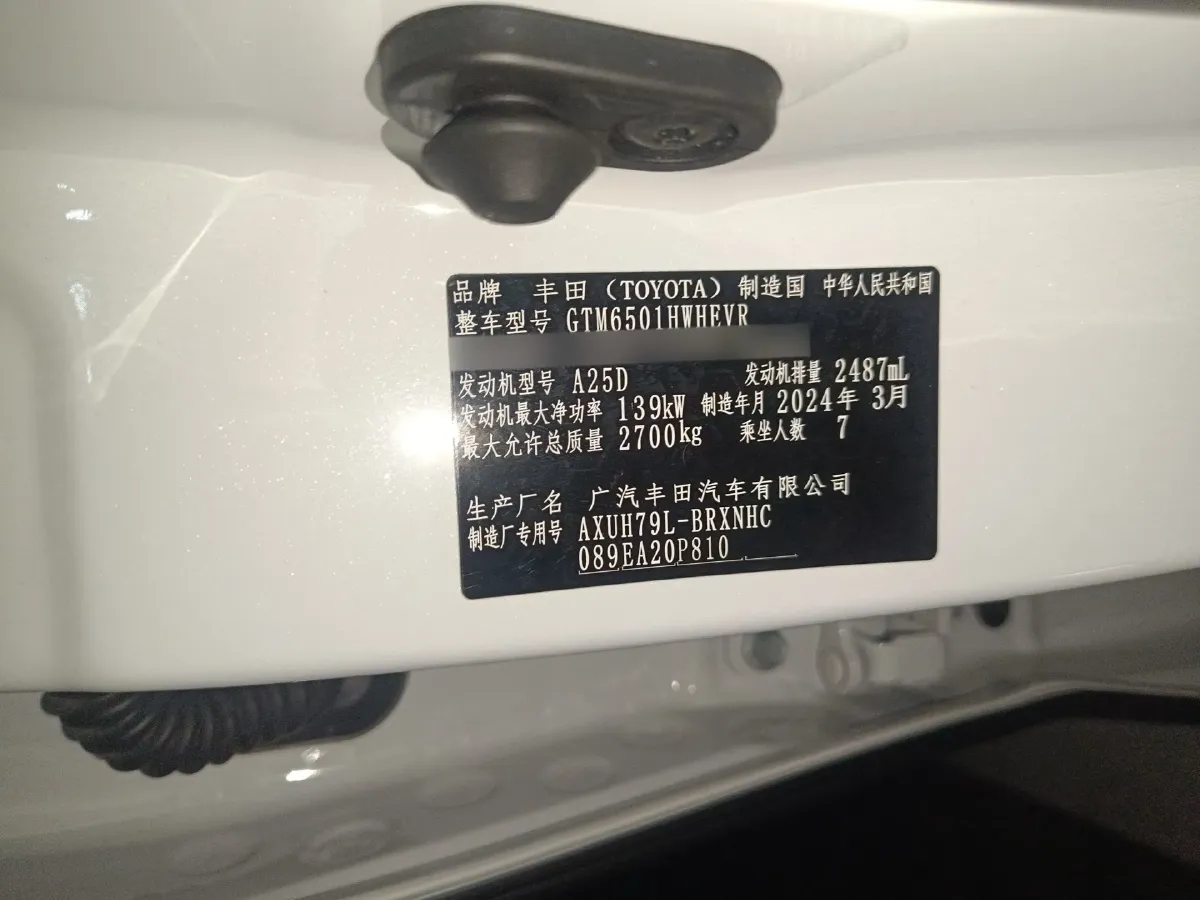 品牌 丰田（TOYOTA）制造国 中华人民共和国
整车型号 GTM6501HWHEVR
发动机型号 A25D 发动机排量 2487mL
发动机最大净功率 139kW 制造年月 2024年 3月
最大允许总质量 2700kg 乘坐人数 7
生产厂名 广汽丰田汽车有限公司
制造厂专用号 AXUH79L-BRXNHC
089EA20P810